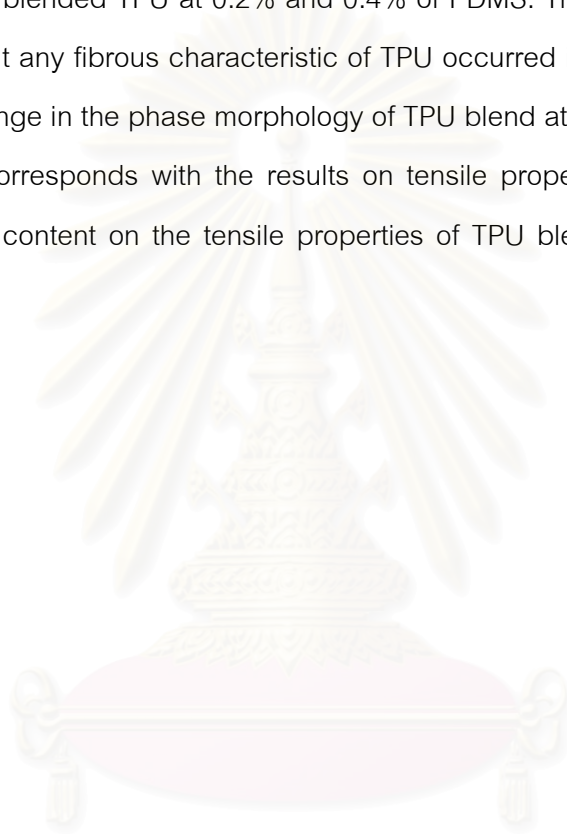 blended TPU at 0.2% and 0.4% of PDMS.
t any fibrous characteristic of TPU occurred
nge in the phase morphology of TPU blend at
orresponds with the results on tensile prope
content on the tensile properties of TPU ble